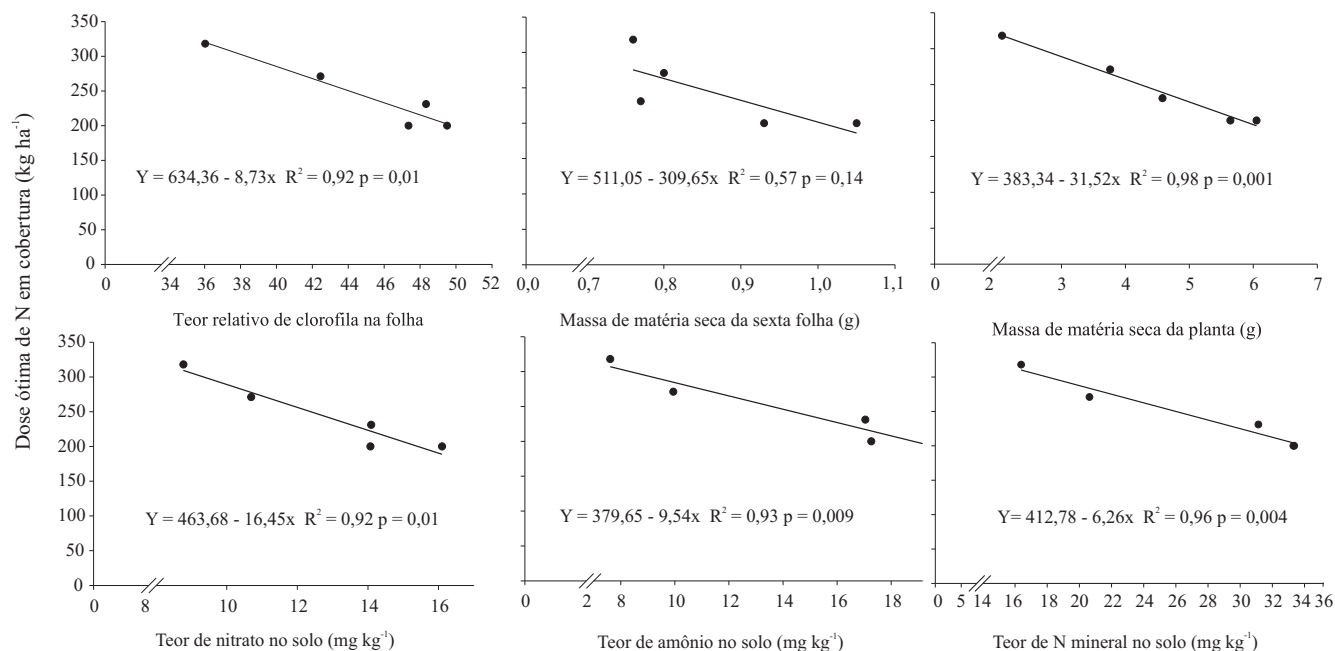 Dose ótima de N em cobertura (kg ha⁻¹)
350
300
250
200
150
100
50
0
Y = 634,36 - 8,73x R² = 0,92 p = 0,01
0 34 36 38 40 42 44 46 48 50 52
Teor relativo de clorofila na folha
Y = 511,05 - 309,65x R² = 0,57 p = 0,14
0,0 0,7 0,8 0,9 1,0 1,1
Massa de matéria seca da sexta folha (g)
Y = 383,34 - 31,52x R² = 0,98 p = 0,001
0 2 3 4 5 6 7
Massa de matéria seca da planta (g)
350
300
250
200
150
100
50
0
Y = 463,68 - 16,45x R² = 0,92 p = 0,01
0 8 10 12 14 16
Teor de nitrato no solo (mg kg⁻¹)
Y = 379,65 - 9,54x R² = 0,93 p = 0,009
0 2 8 10 12 14 16 18
Teor de amônio no solo (mg kg⁻¹)
Y= 412,78 - 6,26x R² = 0,96 p = 0,004
0 5 14 16 21 26 31 34 36
Teor de N mineral no solo (mg kg⁻¹)